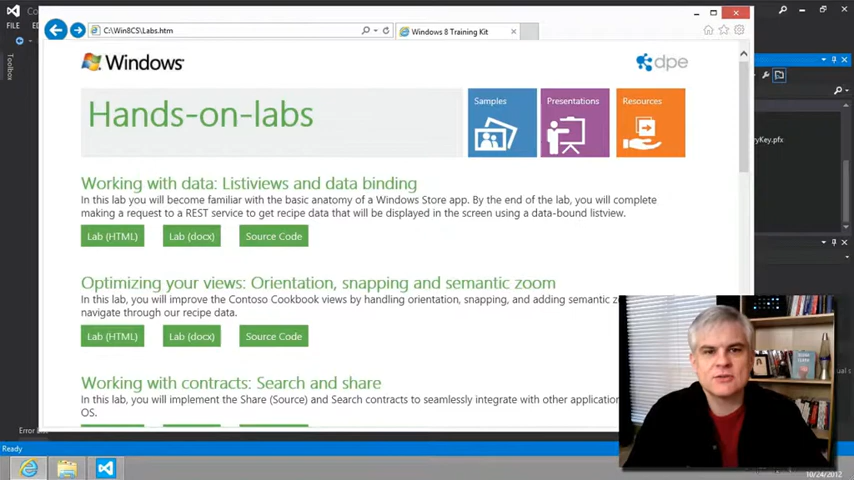 FILE
C:\Win8CS\Labs.htm
Windows 8 Training Kit
Toolbox
Windows
dpe
Hands-on-labs
Samples
Presentations
Resources
Working with data: Listviews and data binding
In this lab you will become familiar with the basic anatomy of a Windows Store app. By the end of the lab, you will complete
making a request to a REST service to get recipe data that will be displayed in the screen using a data-bound listview.
Lab (HTML)
Lab (docx)
Source Code
Optimizing your views: Orientation, snapping and semantic zoom
In this lab, you will improve the Contoso Cookbook views by handling orientation, snapping, and adding semantic
navigate through our recipe data.
Lab (HTML)
Lab (docx)
Source Code
Working with contracts: Search and share
In this lab, you will implement the Share (Source) and Search contracts to seamlessly integrate with other
OS.
Ready
10/24/2012